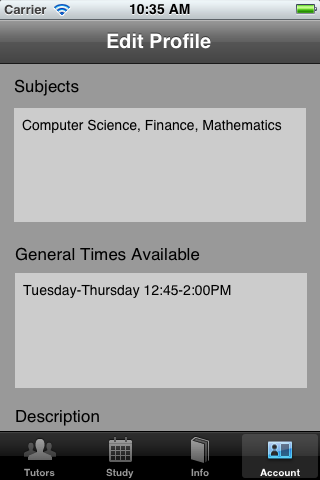 Carrier 10:35 AM
Edit Profile
Subjects
Computer Science, Finance, Mathematics
General Times Available
Tuesday-Thursday 12:45-2:00PM
Description
Tutors Study Info Account